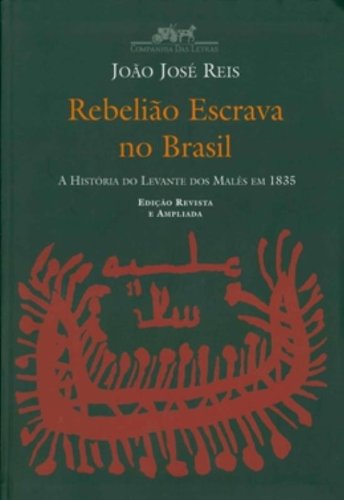 COMPANHIA DAS LETRAS
JOÃO JOSÉ REIS
Rebelião Escrava
no Brasil
A HISTÓRIA DO LEVANTE DOS MALÊS EM 1835
EDIÇÃO REVISTA
E AMPLIADA